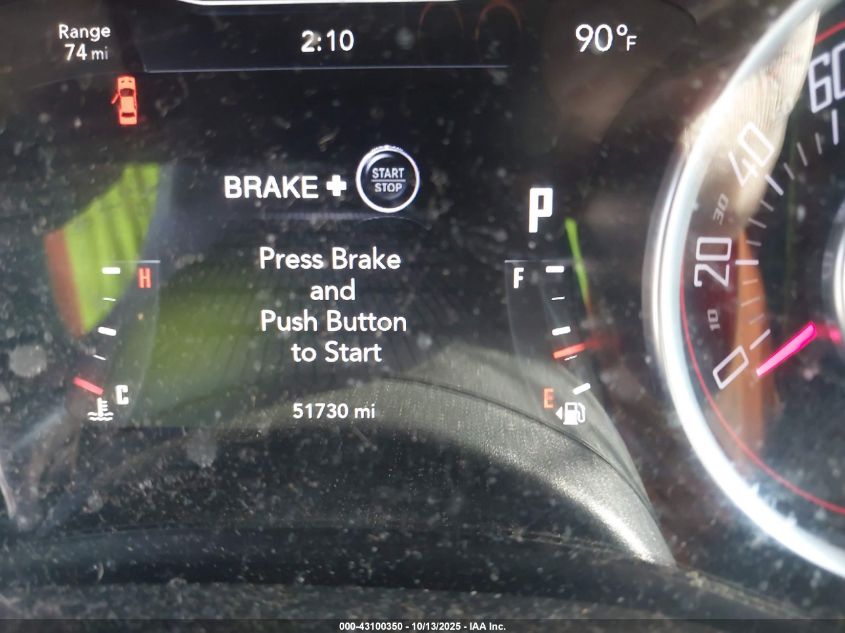 Range
74 mi
2:10
90°F
BRAKE + START
STOP
P
Press Brake
and
Push Button
to Start
H
C
F
E
51730 mi
0
10
20
30
40
60
000-43100350 - 10/13/2025 - IAA Inc.